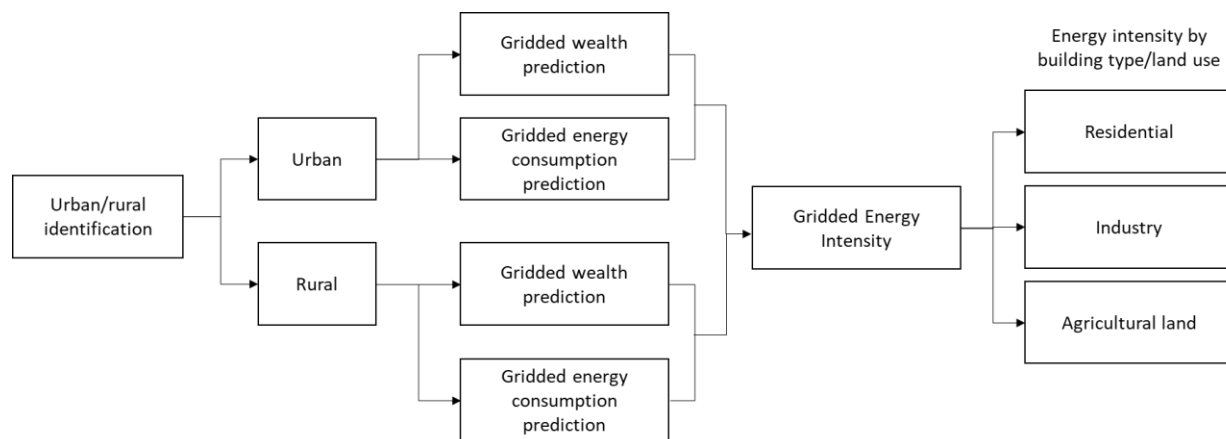 Urban/rural
identification
Urban
Rural
Gridded wealth
prediction
Gridded energy
consumption
prediction
Gridded wealth
prediction
Gridded energy
consumption
prediction
Gridded Energy
Intensity
Energy intensity by
building type/land use
Residential
Industry
Agricultural land